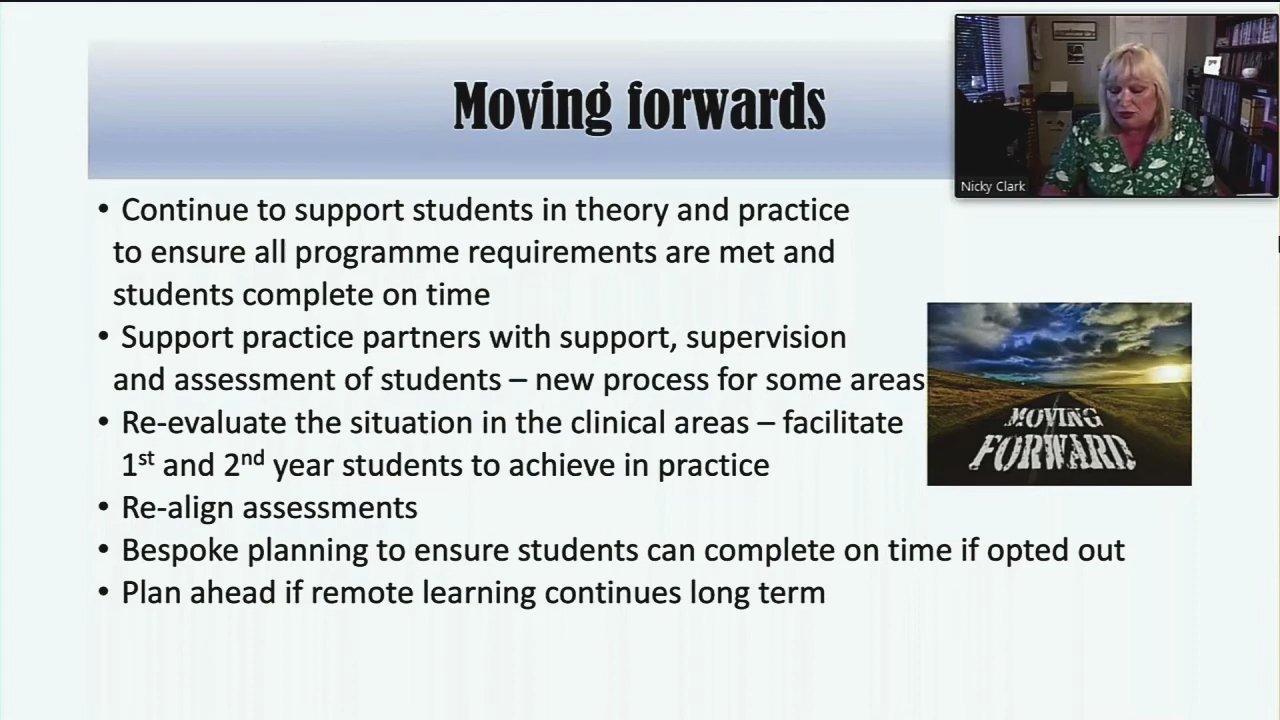 Moving forwards
Nicky Clark
• Continue to support students in theory and practice
to ensure all programme requirements are met and
students complete on time
• Support practice partners with support, supervision
and assessment of students – new process for some areas
• Re-evaluate the situation in the clinical areas – facilitate
1st and 2nd year students to achieve in practice
• Re-align assessments
• Bespoke planning to ensure students can complete on time if opted out
• Plan ahead if remote learning continues long term
MOVING
FORWARD